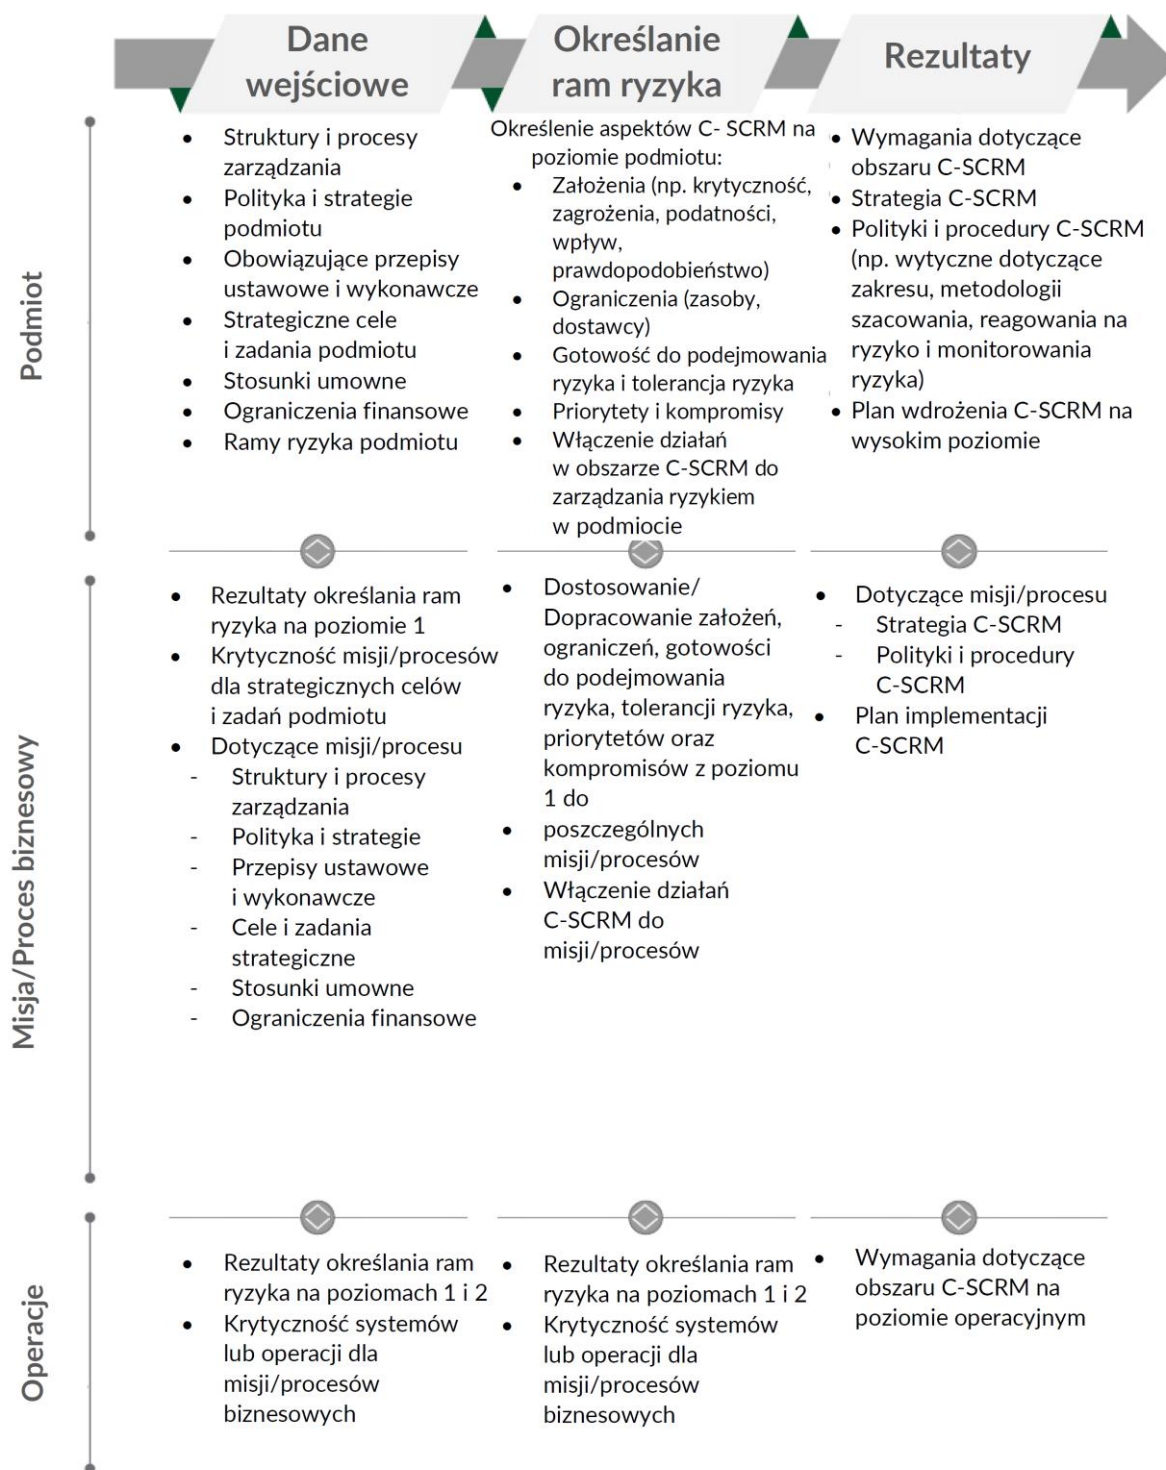 Dane
wejściowe
Określanie
ram ryzyka
Rezultaty
Podmiot
• Struktury i procesy
zarządzania
• Polityka i strategie
podmiotu
• Obowiązujące przepisy
ustawowe i wykonawcze
• Strategiczne cele
i zadania podmiotu
• Stosunki umowne
• Ograniczenia finansowe
• Ramy ryzyka podmiotu
Określenie aspektów C- SCRM na
poziomie podmiotu:
• Założenia (np. krytyczność,
zagrożenia, podatności,
wpływ,
prawdopodobieństwo)
• Ograniczenia (zasoby,
dostawcy)
• Gotowość do podejmowania
ryzyka i tolerancja ryzyka
• Priorytety i kompromisy
• Włączenie działań
w obszarze C-SCRM do
zarządzania ryzykiem
w podmiocie
• Wymagania dotyczące
obszaru C-SCRM
• Strategia C-SCRM
• Polityki i procedury C-SCRM
(np. wytyczne dotyczące
zakresu, metodologii
szacowania, reagowania na
ryzyko i monitorowania
ryzyka)
• Plan wdrożenia C-SCRM na
wysokim poziomie
Misja/Proces biznesowy
• Rezultaty określania ram
ryzyka na poziomie 1
• Krytyczność misji/procesów
dla strategicznych celów
i zadań podmiotu
• Dotyczące misji/procesu
- Struktury i procesy
zarządzania
- Polityka i strategie
- Przepisy ustawowe
i wykonawcze
- Cele i zadania
strategiczne
- Stosunki umowne
- Ograniczenia finansowe
• Dostosowanie/
Dopracowanie założeń,
ograniczeń, gotowości
do podejmowania
ryzyka, tolerancji ryzyka,
priorytetów oraz
kompromisów z poziomu
1 do
• poszczególnych
misji/procesów
• Włączenie działań
C-SCRM do
misji/procesów
• Dotyczące misji/procesu
- Strategia C-SCRM
- Polityki i procedury
C-SCRM
• Plan implementacji
C-SCRM
Operacje
• Rezultaty określania ram
ryzyka na poziomach 1 i 2
• Krytyczność systemów
lub operacji dla
misji/procesów
biznesowych
• Rezultaty określania ram
ryzyka na poziomach 1 i 2
• Krytyczność systemów
lub operacji dla
misji/procesów
biznesowych
• Wymagania dotyczące
obszaru C-SCRM na
poziomie operacyjnym